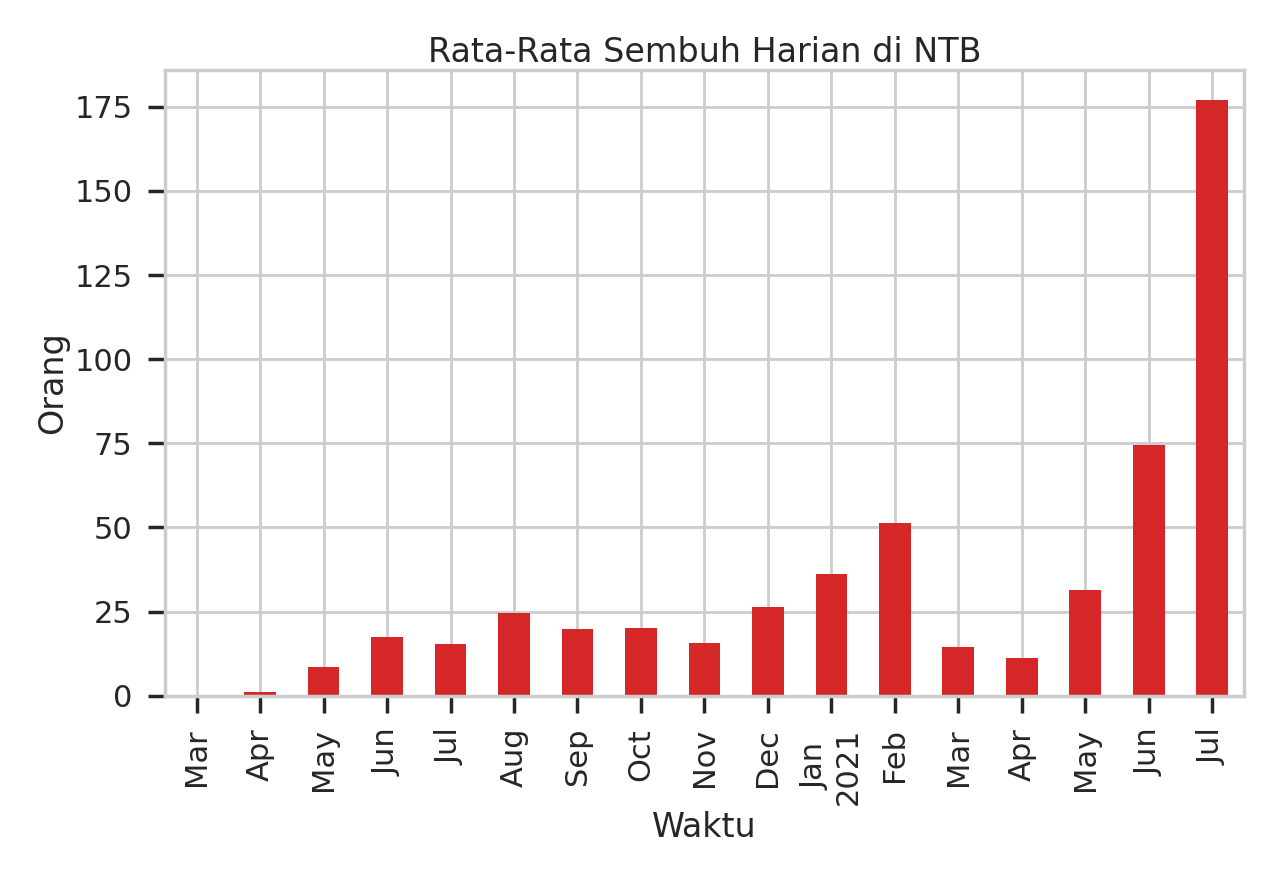 Rata-Rata Sembuh Harian di NTB
175
150
125
100
75
50
25
0
Orang
Mar
Apr
May
Jun
Jul
Aug
Sep
Oct
Nov
Dec
Jan
2021
Feb
Mar
Apr
May
Jun
Jul
Waktu